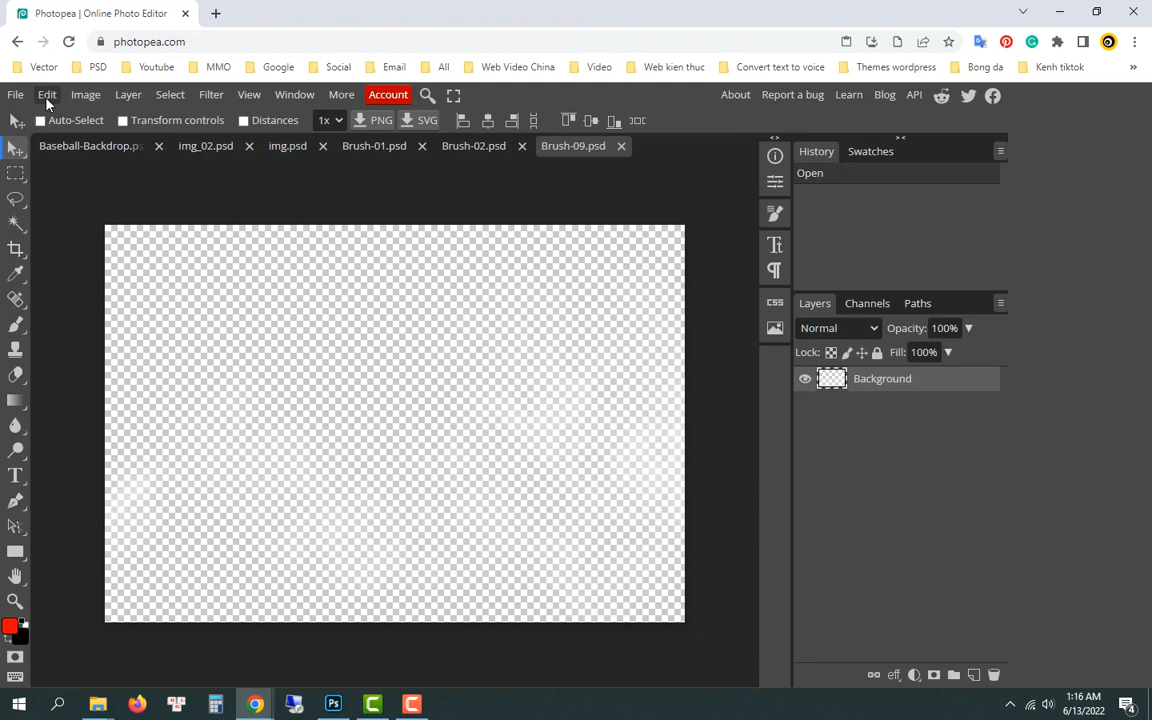 Photopea | Online Photo Editor
photopea.com
Vector PSD Youtube MMO Google Social Email All Web Video China Video Web kien thuc Convert text to video Themes wordpress Bong da Kenh tiktok »
File Edit Image Layer Select Filter View Window More Account About Report a bug Learn Blog API
Auto-Select Transform controls Distances 1x PNG SVG
Baseball-Backdrop.ps img_02.psd img.psd Brush-01.psd Brush-02.psd Brush-09.psd
History Swatches
Open
Layers Channels Paths
Normal Opacity: 100%
Lock: Fill: 100%
Background
CSS
eff
Ps
1:16 AM
6/13/2022
4